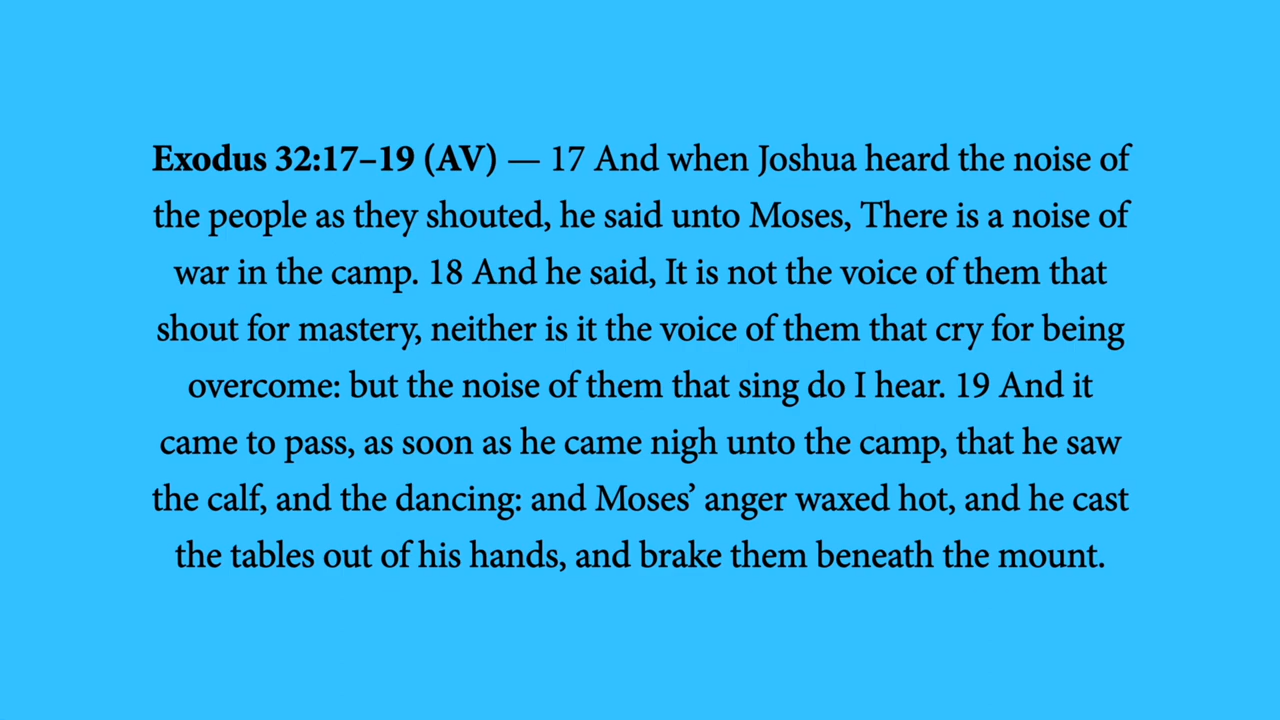 Exodus 32:17–19 (AV) — 17 And when Joshua heard the noise of
the people as they shouted, he said unto Moses, There is a noise of
war in the camp. 18 And he said, It is not the voice of them that
shout for mastery, neither is it the voice of them that cry for being
overcome: but the noise of them that sing do I hear. 19 And it
came to pass, as soon as he came nigh unto the camp, that he saw
the calf, and the dancing: and Moses’ anger waxed hot, and he cast
the tables out of his hands, and brake them beneath the mount.